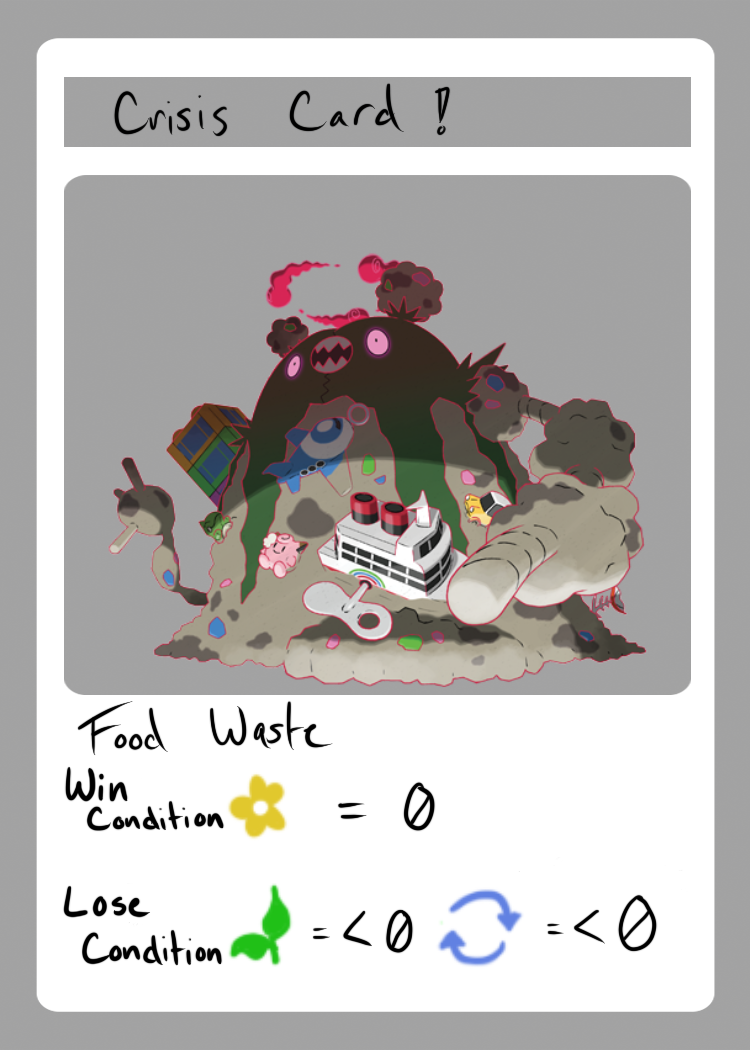 Crisis Card!
Food Waste
Win
Condition = 0
Lose
Condition =<0 =<0